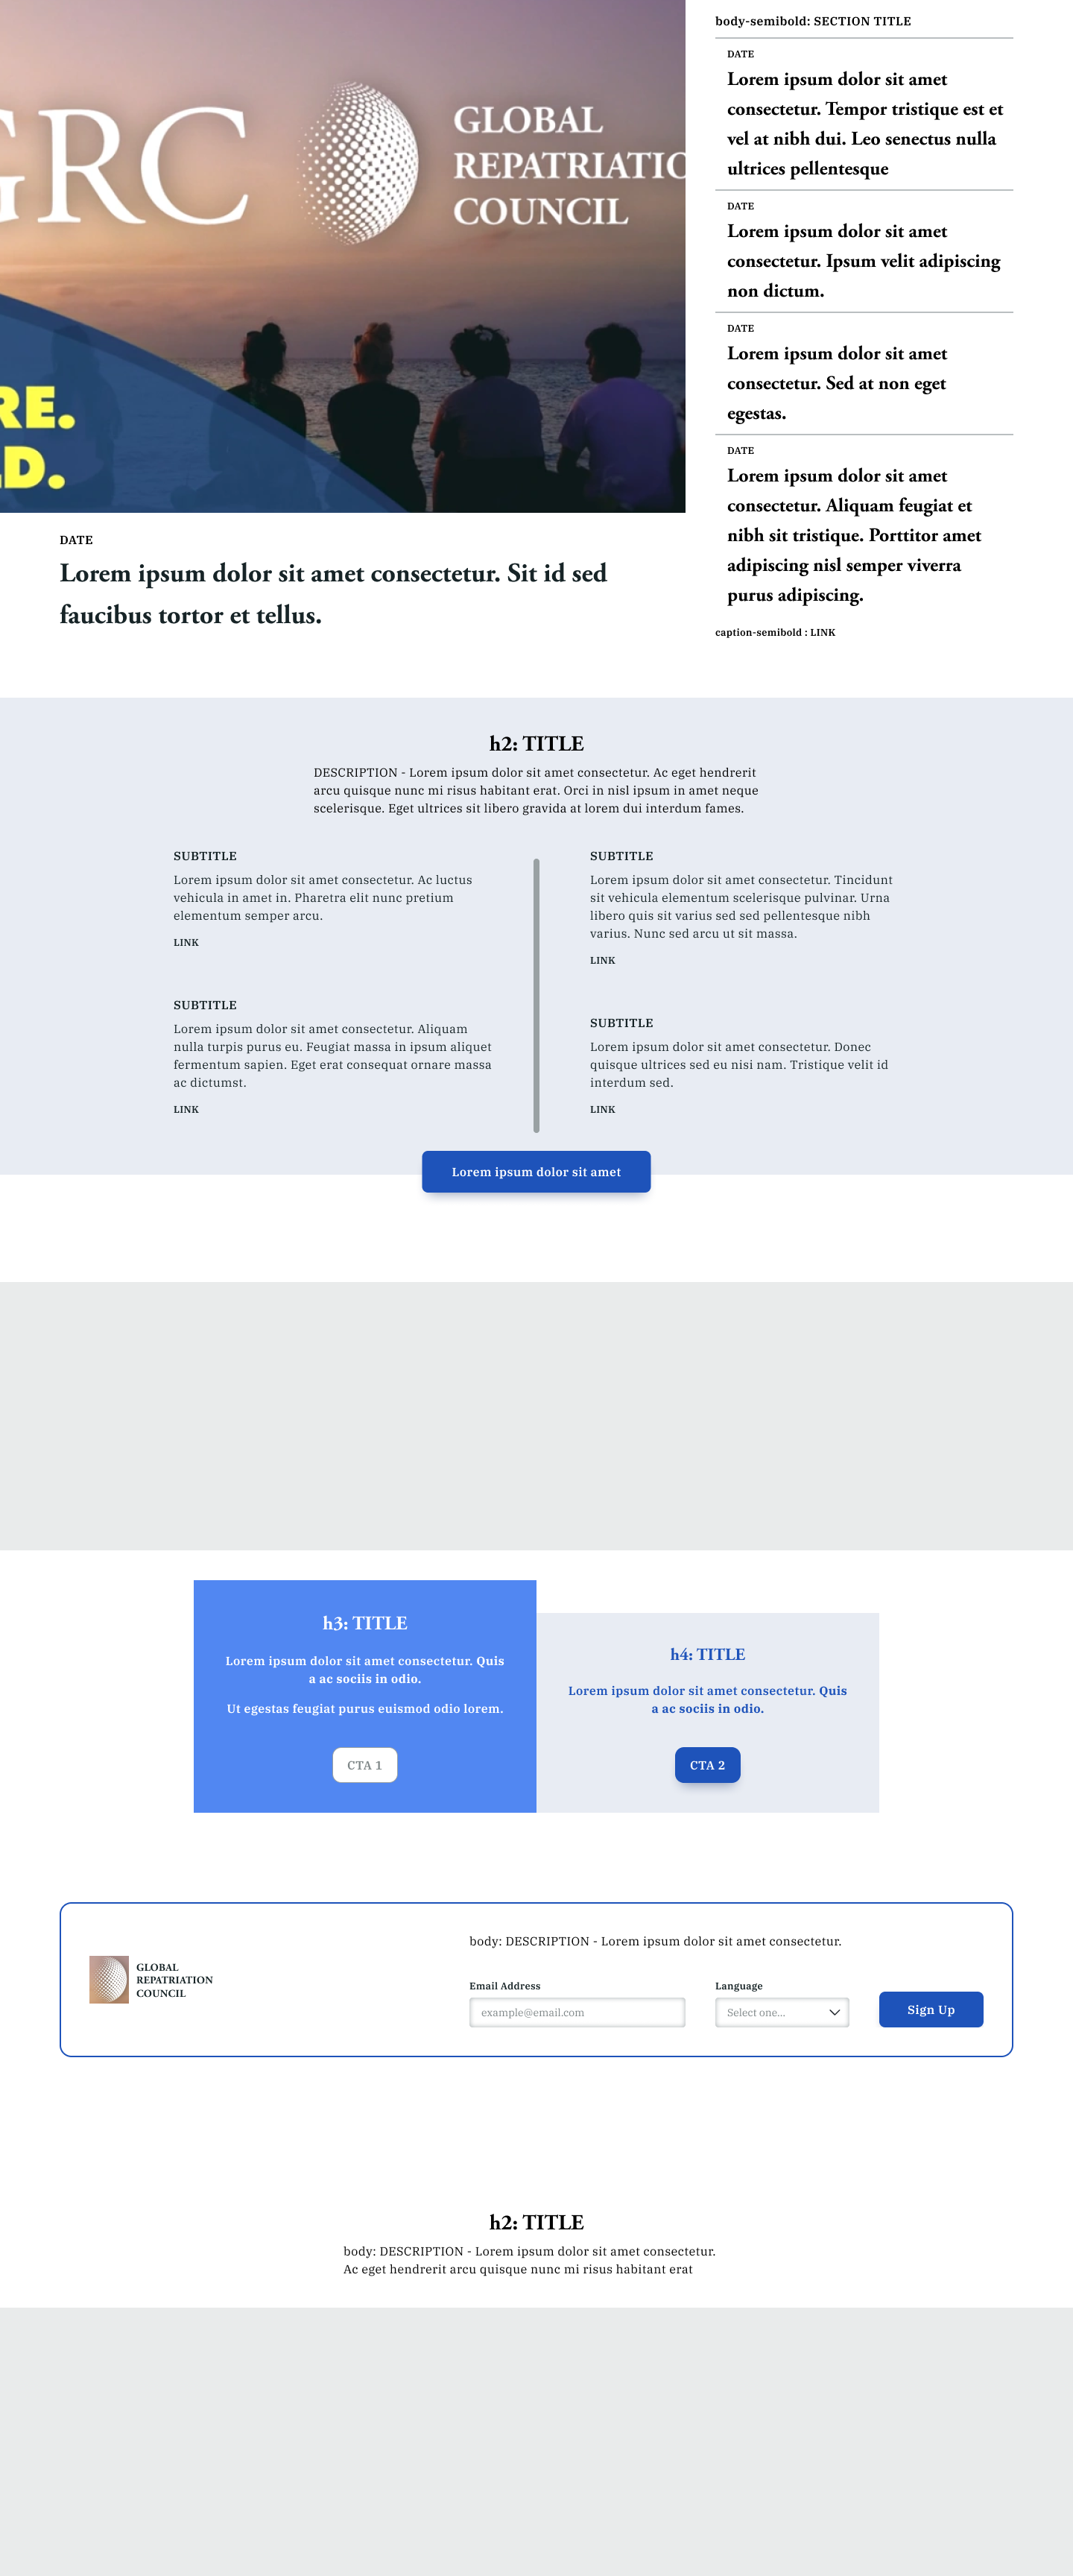 GRC
GLOBAL
REPATRIATIO
COUNCIL
RE.
D.
DATE
Lorem ipsum dolor sit amet consectetur. Sit id sed
faucibus tortor et tellus.
body-semibold: SECTION TITLE
DATE
Lorem ipsum dolor sit amet
consectetur. Tempor tristique est et
vel at nibh dui. Leo senectus nulla
ultrices pellentesque
DATE
Lorem ipsum dolor sit amet
consectetur. Ipsum velit adipiscing
non dictum.
DATE
Lorem ipsum dolor sit amet
consectetur. Sed at non eget
egestas.
DATE
Lorem ipsum dolor sit amet
consectetur. Aliquam feugiat et
nibh sit tristique. Porttitor amet
adipiscing nisl semper viverra
purus adipiscing.
caption-semibold : LINK
h2: TITLE
DESCRIPTION - Lorem ipsum dolor sit amet consectetur. Ac eget hendrerit
arcu quisque nunc mi risus habitant erat. Orci in nisl ipsum in amet neque
scelerisque. Eget ultrices sit libero gravida at lorem dui interdum fames.
SUBTITLE
Lorem ipsum dolor sit amet consectetur. Ac luctus
vehicula in amet in. Pharetra elit nunc pretium
elementum semper arcu.
LINK
SUBTITLE
Lorem ipsum dolor sit amet consectetur. Aliquam
nulla turpis purus eu. Feugiat massa in ipsum aliquet
fermentum sapien. Eget erat consequat ornare massa
ac dictumst.
LINK
SUBTITLE
Lorem ipsum dolor sit amet consectetur. Tincidunt
sit vehicula elementum scelerisque pulvinar. Urna
libero quis sit varius sed sed pellentesque nibh
varius. Nunc sed arcu ut sit massa.
LINK
SUBTITLE
Lorem ipsum dolor sit amet consectetur. Donec
quisque ultrices sed eu nisi nam. Tristique velit id
interdum sed.
LINK
Lorem ipsum dolor sit amet
h3: TITLE
Lorem ipsum dolor sit amet consectetur. Quis
a ac sociis in odio.
Ut egestas feugiat purus euismod odio lorem.
CTA 1
h4: TITLE
Lorem ipsum dolor sit amet consectetur. Quis
a ac sociis in odio.
CTA 2
GLOBAL
REPATRIATION
COUNCIL
body: DESCRIPTION - Lorem ipsum dolor sit amet consectetur.
Email Address
example@email.com
Language
Select one...
Sign Up
h2: TITLE
body: DESCRIPTION - Lorem ipsum dolor sit amet consectetur.
Ac eget hendrerit arcu quisque nunc mi risus habitant erat